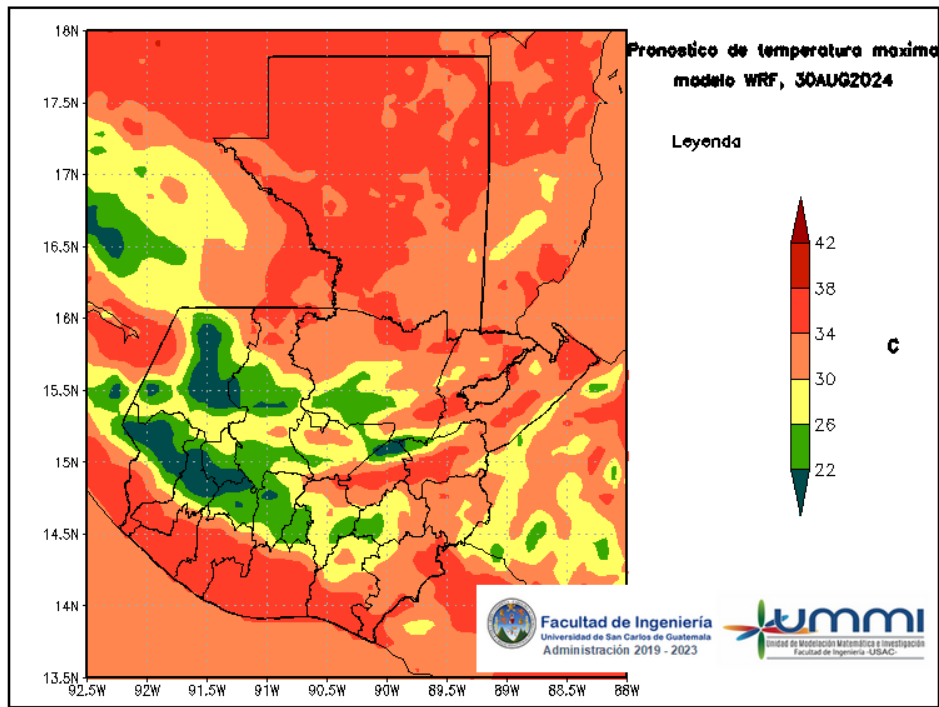 Pronostico de temperatura maxima
modelo WRF, 30AUG2024
Leyenda
42
38
34
30
26
22
C
18N
17.5N
17N
16.5N
16N
15.5N
15N
14.5N
14N
13.5N
92.5W
92W
91.5W
91W
90.5W
90W
89.5W
89W
88.5W
88W
Facultad de Ingeniería
Universidad de San Carlos de Guatemala
Administración 2019 - 2023
UMMI
Unidad de Modelación Matemática e Investigación
Facultad de Ingeniería -USAC-